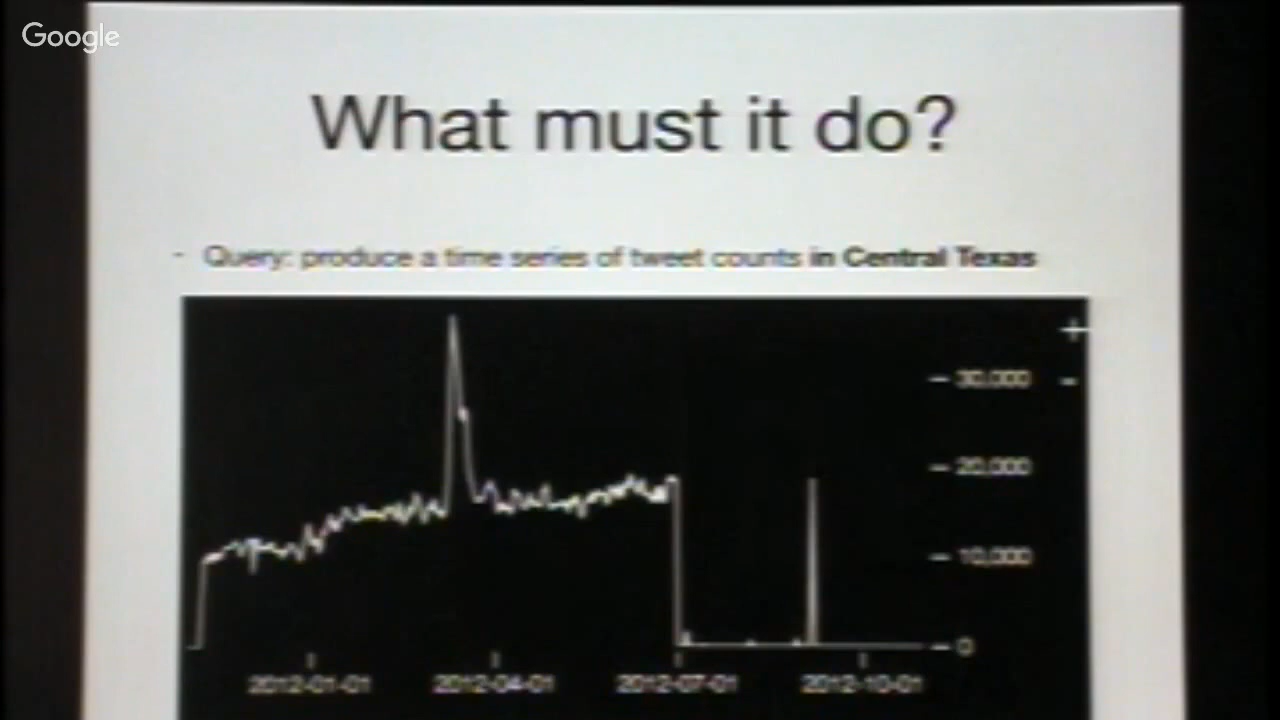 Google
What must it do?
- Query: produce a time series of tweet counts in Central Texas
+
30,000 -
20,000
10,000
0
2012-01-01 2012-04-01 2012-07-01 2012-10-01